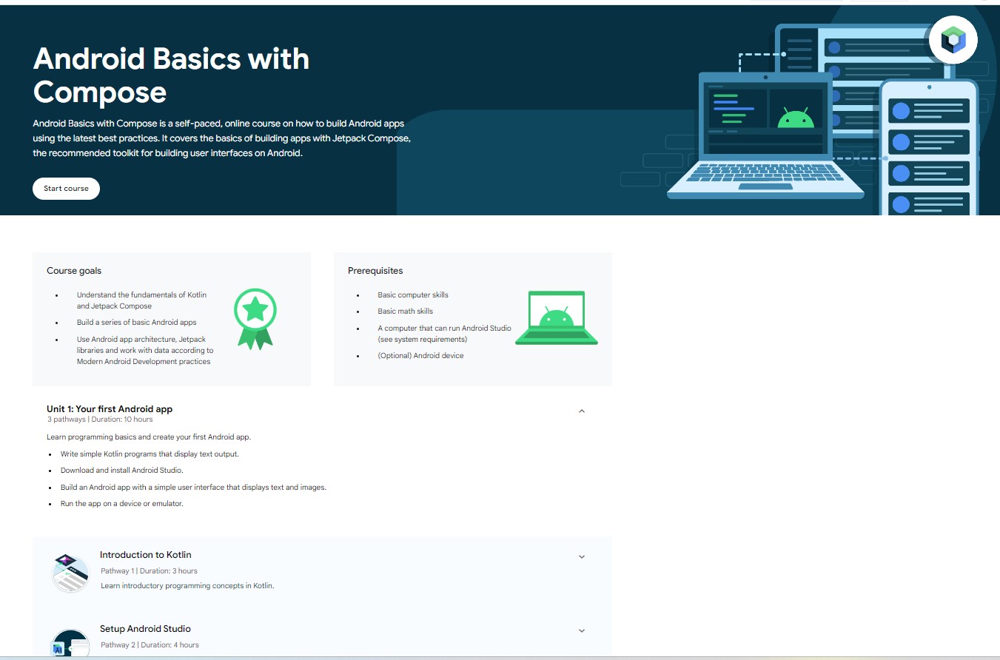 Android Basics with
Compose
Android Basics with Compose is a self-paced, online course on how to build Android apps
using the latest best practices. It covers the basics of building apps with Jetpack Compose,
the recommended toolkit for building user interfaces on Android.
Start course
Course goals
Understand the fundamentals of Kotlin
and Jetpack Compose
Build a series of basic Android apps
Use Android app architecture, Jetpack
libraries and work with data according to
Modern Android Development practices
Prerequisites
Basic computer skills
Basic math skills
A computer that can run Android Studio
(see system requirements)
(Optional) Android device
Unit 1: Your first Android app
3 pathways | Duration: 10 hours
Learn programming basics and create your first Android app.
Write simple Kotlin programs that display text output.
Download and install Android Studio.
Build an Android app with a simple user interface that displays text and images.
Run the app on a device or emulator.
Introduction to Kotlin
Pathway 1 | Duration: 3 hours
Learn introductory programming concepts in Kotlin.
Setup Android Studio
Pathway 2 | Duration: 4 hours